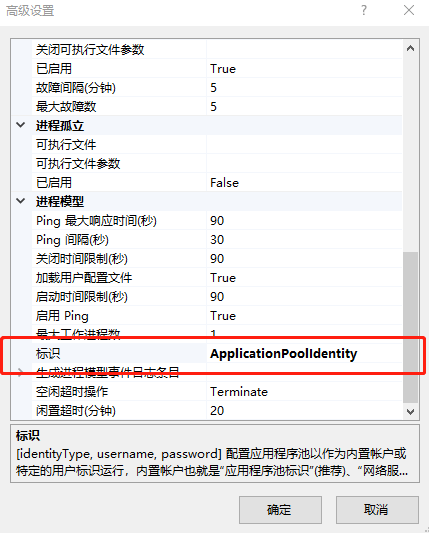 高级设置
?
关闭可执行文件参数
已启用 True
故障间隔(分钟) 5
最大故障数 5
进程孤立
可执行文件
可执行文件参数
已启用 False
进程模型
Ping 最大响应时间(秒) 90
Ping 间隔(秒) 30
关闭时间限制(秒) 90
加载用户配置文件 True
启动时间限制(秒) 90
启用 Ping True
最大工作进程数 1
标识 ApplicationPoolIdentity
生成进程模型事件日志条目
空闲超时操作 Terminate
闲置超时(分钟) 20
标识
[identityType, username, password] 配置应用程序池以作为内置帐户或
特定的用户标识运行，内置帐户也就是“应用程序池标识”(推荐)、“网络服...
确定 取消